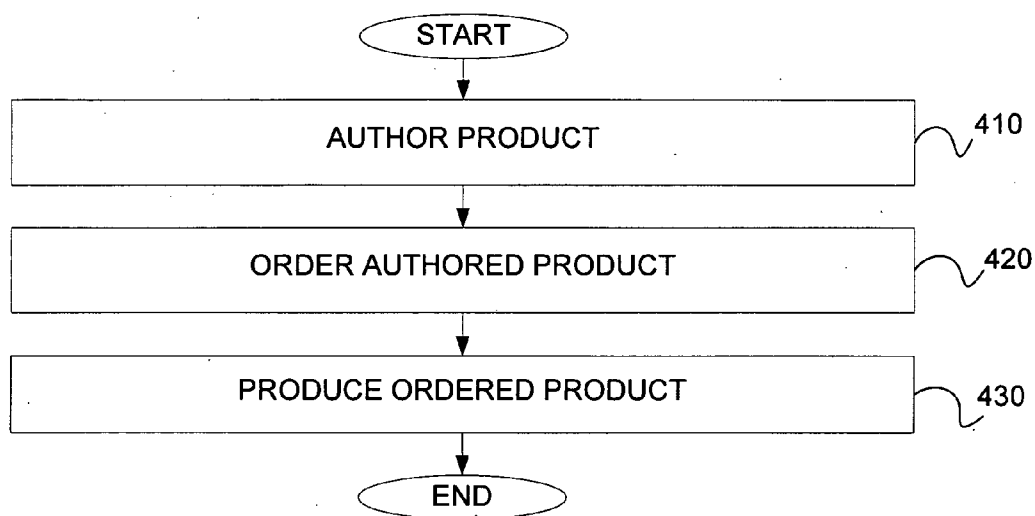 START
AUTHOR PRODUCT
410
ORDER AUTHORED PRODUCT
420
PRODUCE ORDERED PRODUCT
430
END